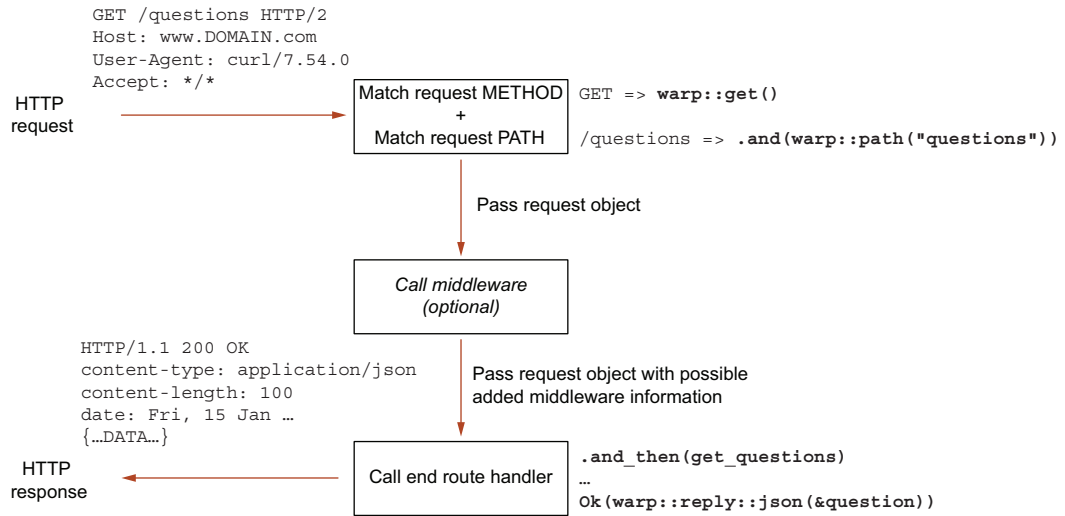 GET /questions HTTP/2
Host: www.DOMAIN.com
User-Agent: curl/7.54.0
Accept: */*
HTTP
request
Match request METHOD
+
Match request PATH
GET => warp::get()
/questions => .and(warp::path("questions"))
Pass request object
Call middleware
(optional)
HTTP/1.1 200 OK
content-type: application/json
content-length: 100
date: Fri, 15 Jan …
{…DATA…}
Pass request object with possible
added middleware information
HTTP
response
Call end route handler
.and_then(get_questions)
…
Ok(warp::reply::json(&question))